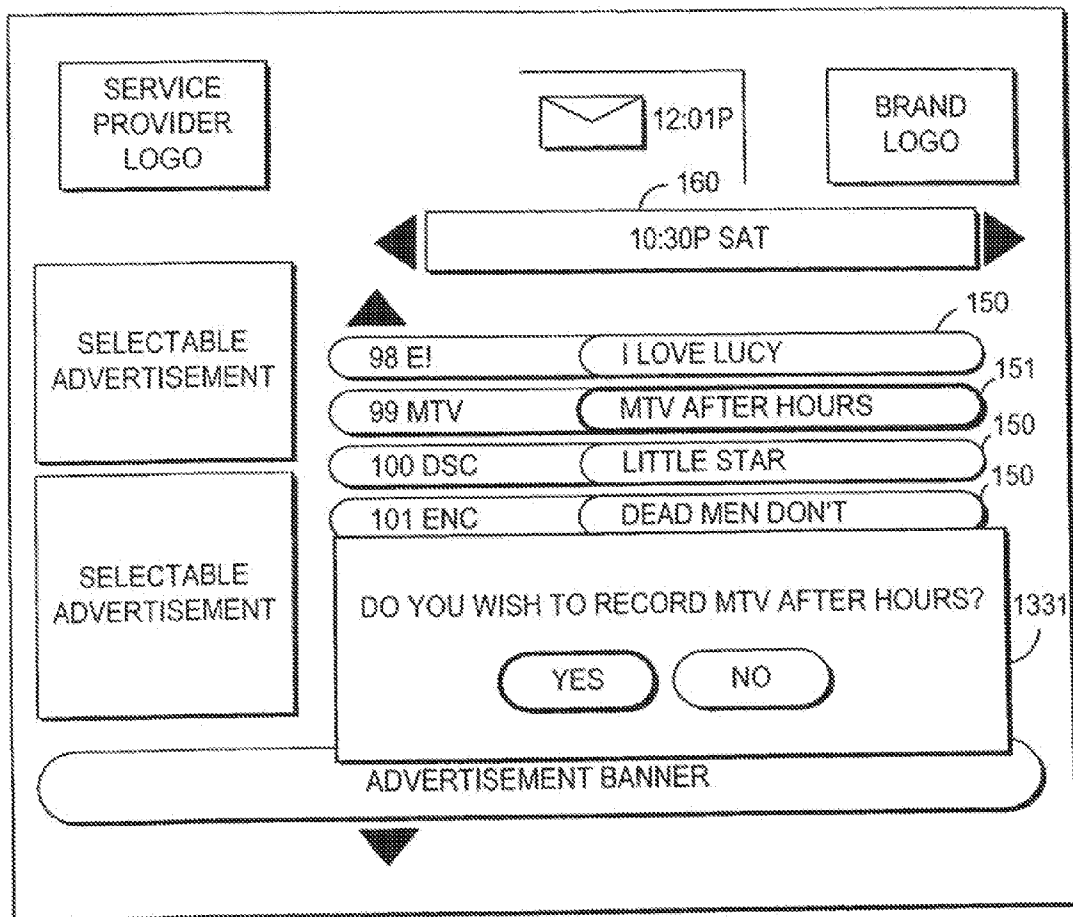 SERVICE
PROVIDER
LOGO
12:01P
BRAND
LOGO
160
10:30P SAT
SELECTABLE
ADVERTISEMENT
150
98 E! I LOVE LUCY
151
99 MTV MTV AFTER HOURS
150
100 DSC LITTLE STAR
150
101 ENC DEAD MEN DON'T
SELECTABLE
ADVERTISEMENT
DO YOU WISH TO RECORD MTV AFTER HOURS?
1331
YES NO
ADVERTISEMENT BANNER